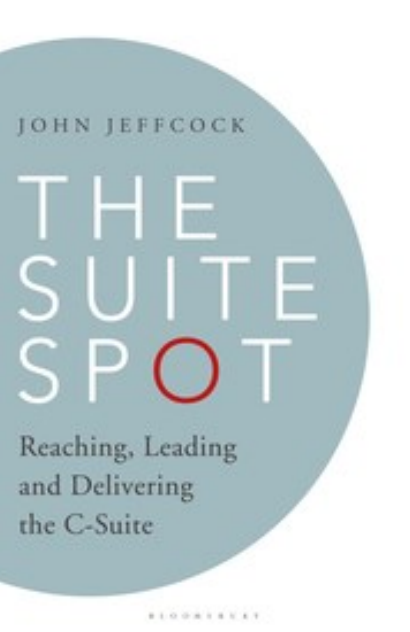 JOHN JEFFCOCK
THE
SUITE
SPOT
Reaching, Leading
and Delivering
the C-Suite
BLOOMSBURY